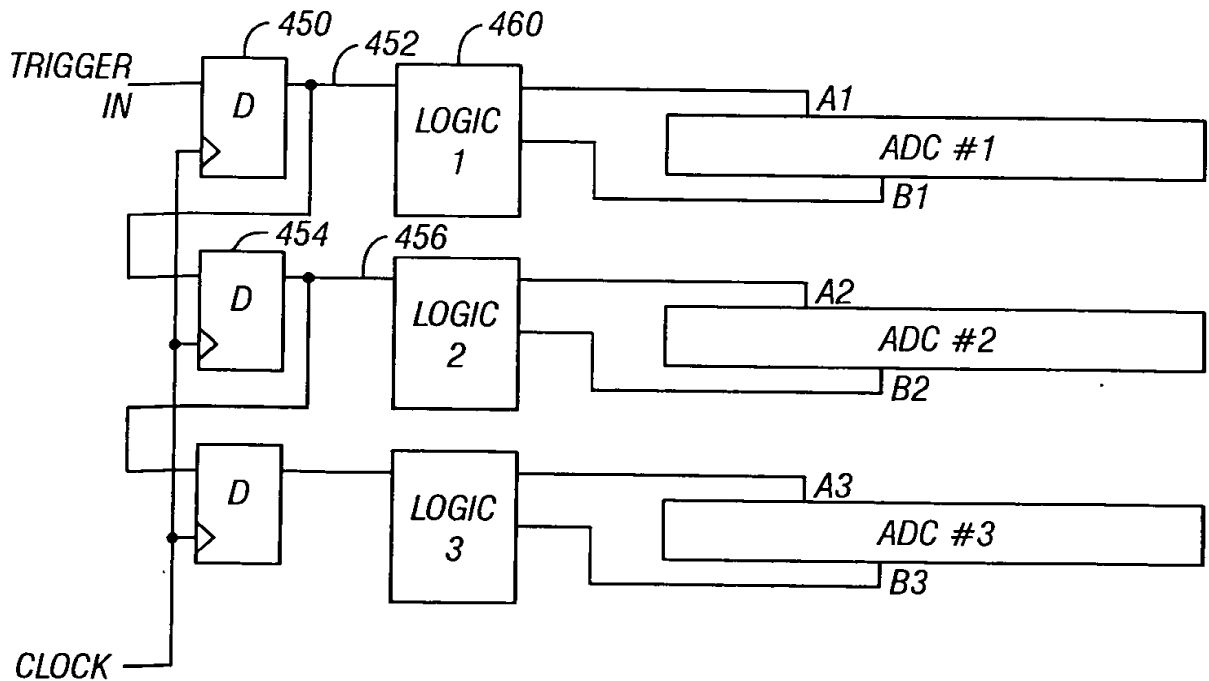 450
452
460
TRIGGER
IN
D
LOGIC
1
A1
ADC #1
B1
454
456
D
LOGIC
2
A2
ADC #2
B2
D
LOGIC
3
A3
ADC #3
B3
CLOCK